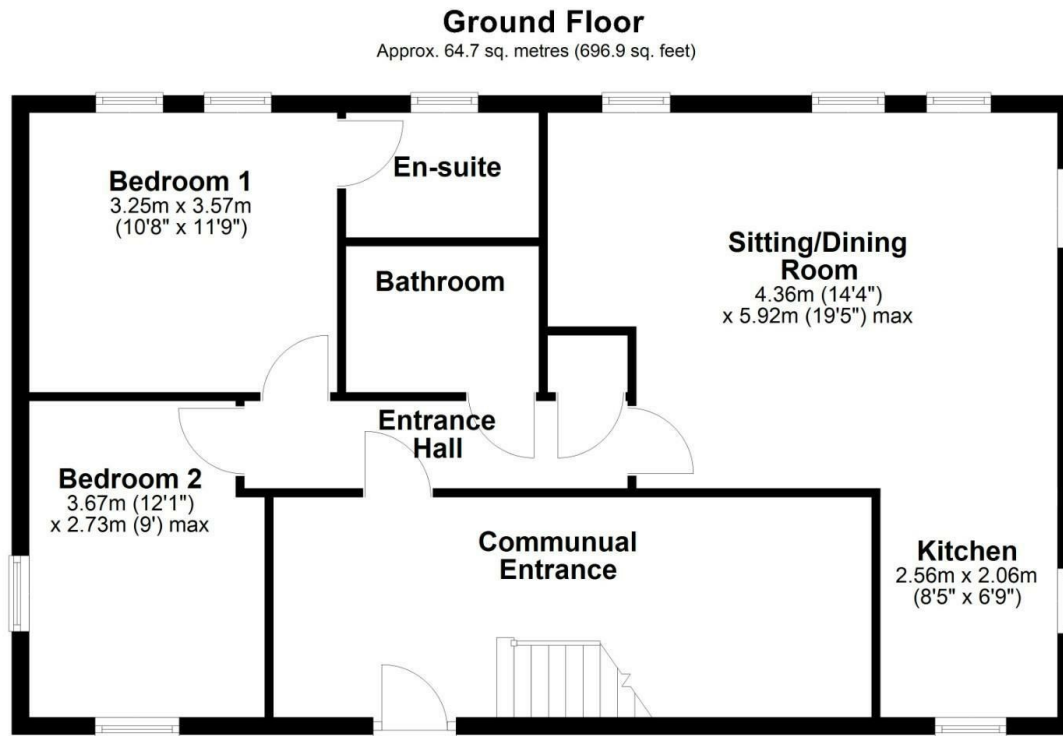 Ground Floor
Approx. 64.7 sq. metres (696.9 sq. feet)
Bedroom 1
3.25m x 3.57m
(10'8" x 11'9")
En-suite
Sitting/Dining
Room
4.36m (14'4")
x 5.92m (19'5") max
Bathroom
Entrance
Hall
Bedroom 2
3.67m (12'1")
x 2.73m (9') max
Communual
Entrance
Kitchen
2.56m x 2.06m
(8'5" x 6'9")